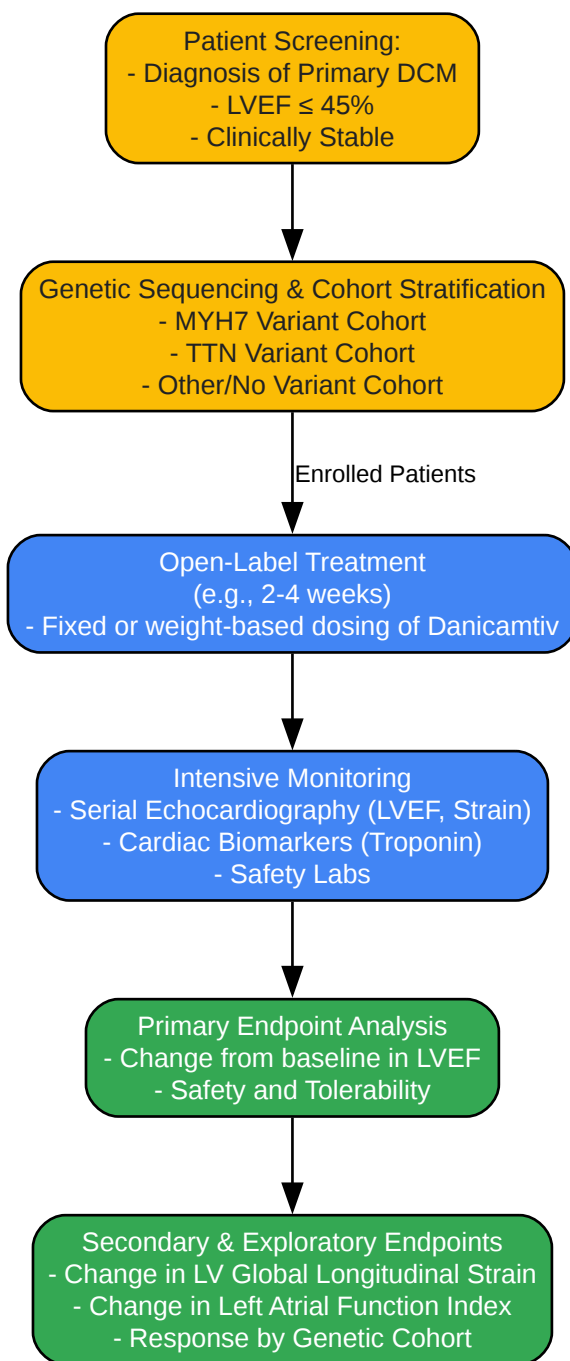 Patient Screening:
- Diagnosis of Primary DCM
- LVEF ≤ 45%
- Clinically Stable
Genetic Sequencing & Cohort Stratification
- MYH7 Variant Cohort
- TTN Variant Cohort
- Other/No Variant Cohort
Enrolled Patients
Open-Label Treatment
(e.g., 2-4 weeks)
- Fixed or weight-based dosing of Danicamtiv
Intensive Monitoring
- Serial Echocardiography (LVEF, Strain)
- Cardiac Biomarkers (Troponin)
- Safety Labs
Primary Endpoint Analysis
- Change from baseline in LVEF
- Safety and Tolerability
Secondary & Exploratory Endpoints
- Change in LV Global Longitudinal Strain
- Change in Left Atrial Function Index
- Response by Genetic Cohort